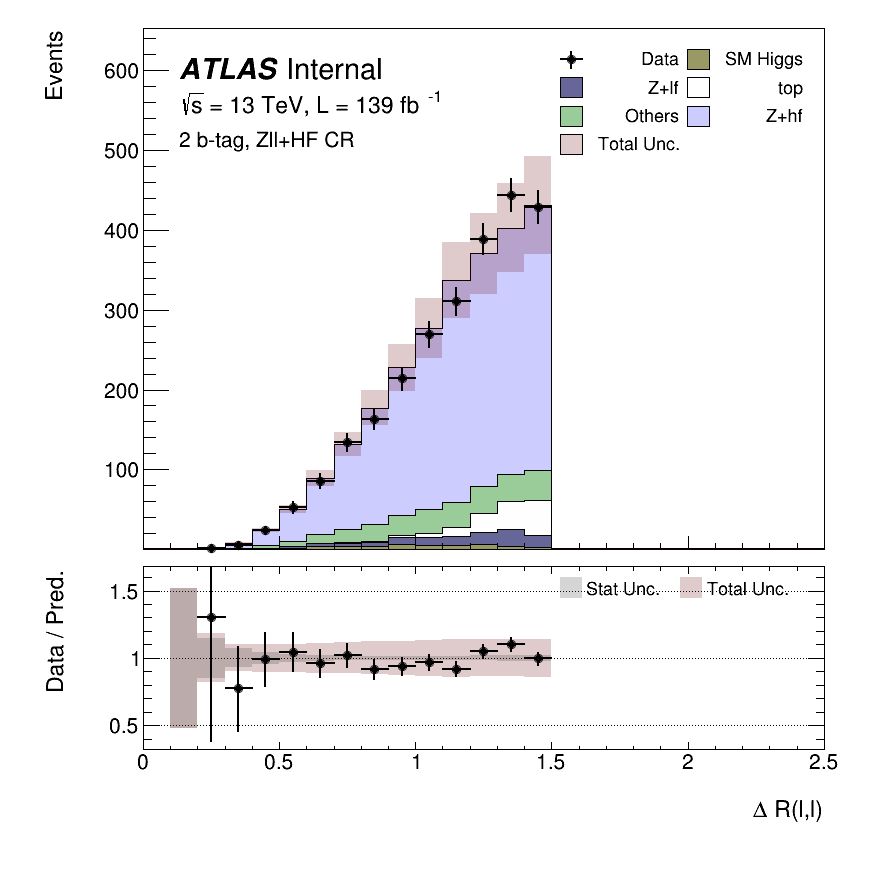 Events
600
500
400
300
200
100
ATLAS Internal
√s = 13 TeV, L = 139 fb -1
2 b-tag, Zll+HF CR
Data
SM Higgs
Z+lf
top
Others
Z+hf
Total Unc.
Data / Pred.
1.5
1
0.5
Stat Unc.
Total Unc.
0
0.5
1
1.5
2
2.5
Δ R(l,l)